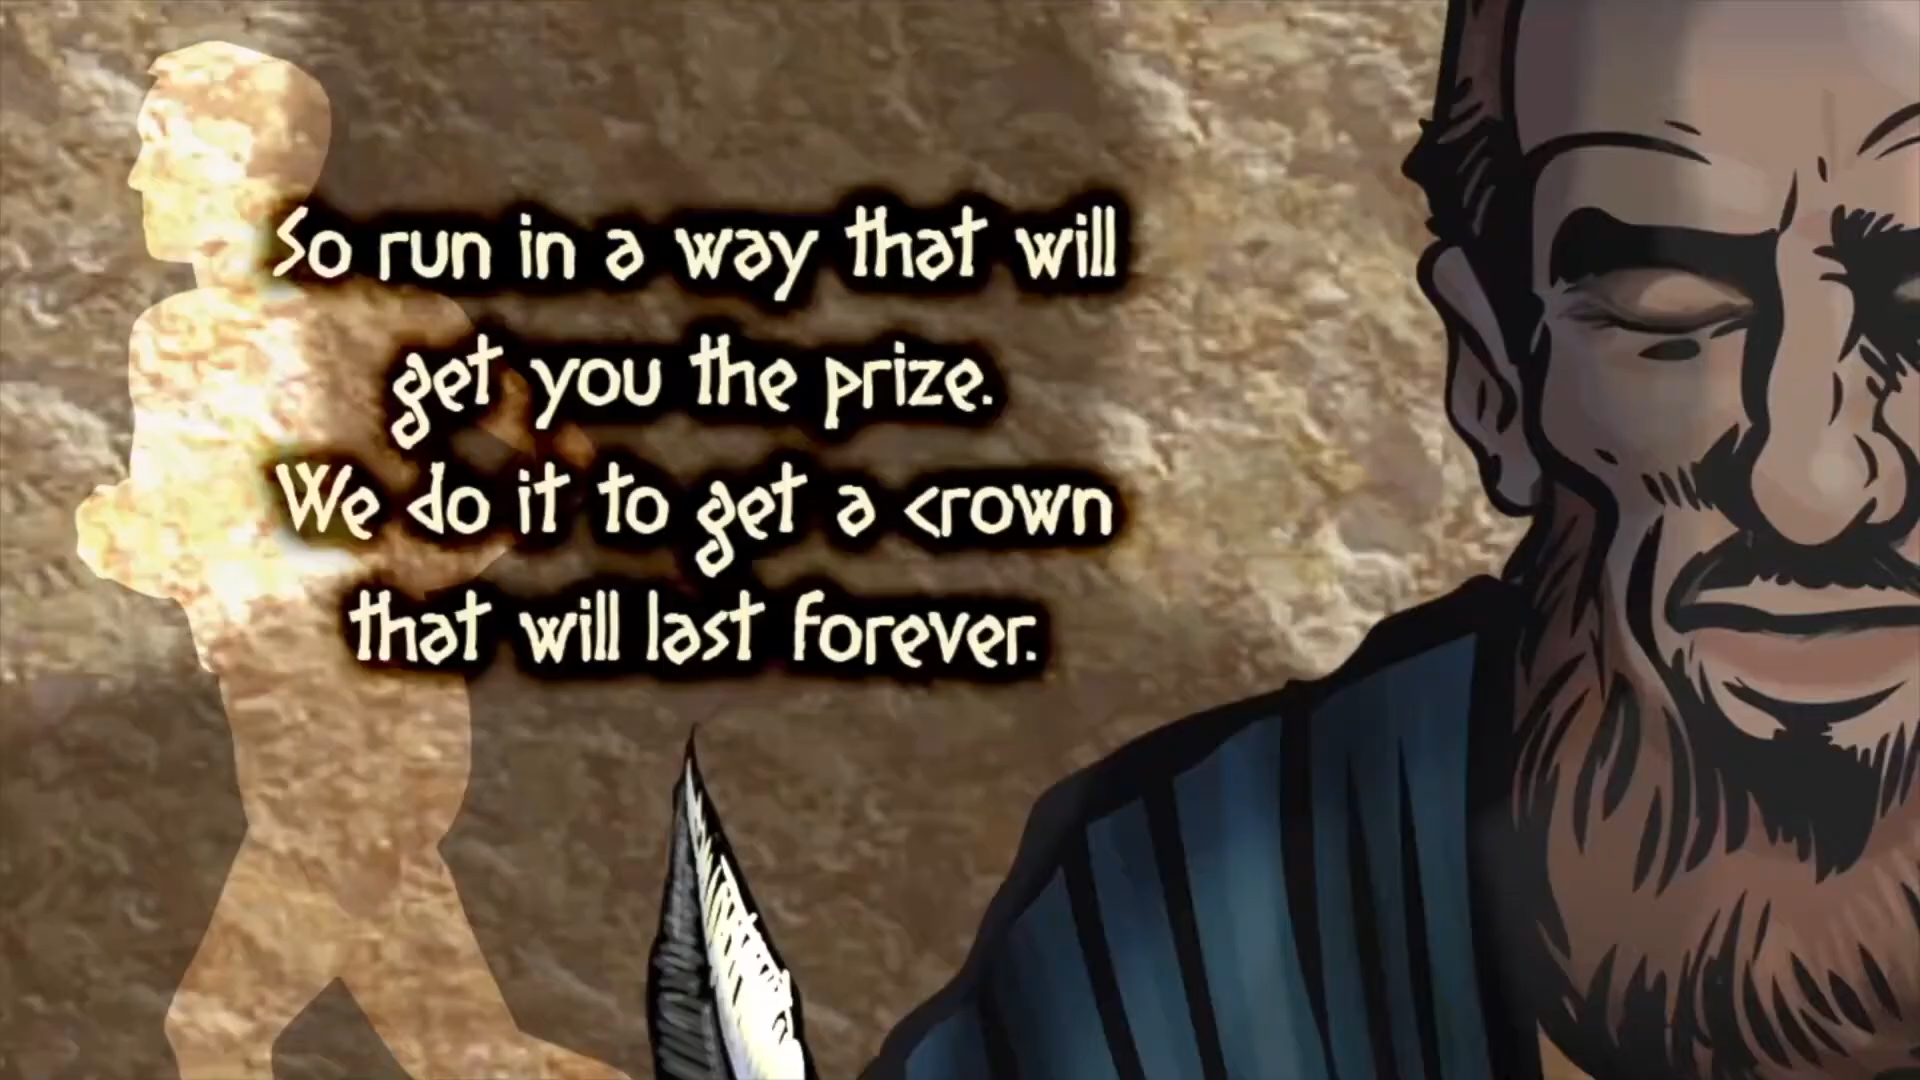 So run in a way that will
get you the prize.
We do it to get a crown
that will last forever.